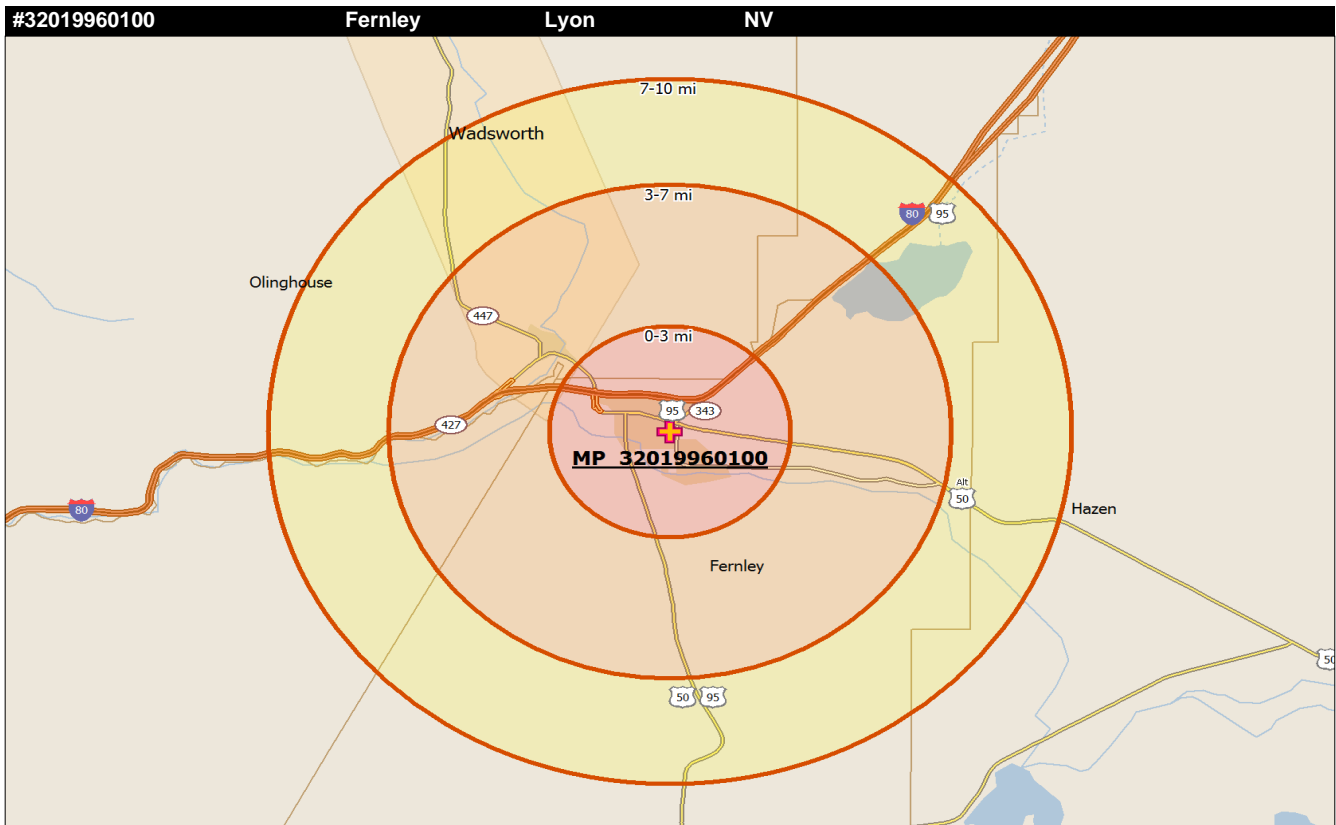 #32019960100 Fernley Lyon NV
7-10 mi
Wadsworth
3-7 mi
80 95
Olinghouse
447
0-3 mi
95 343
427
MP 32019960100
Alt
50
80
Hazen
Fernley
50
50 95